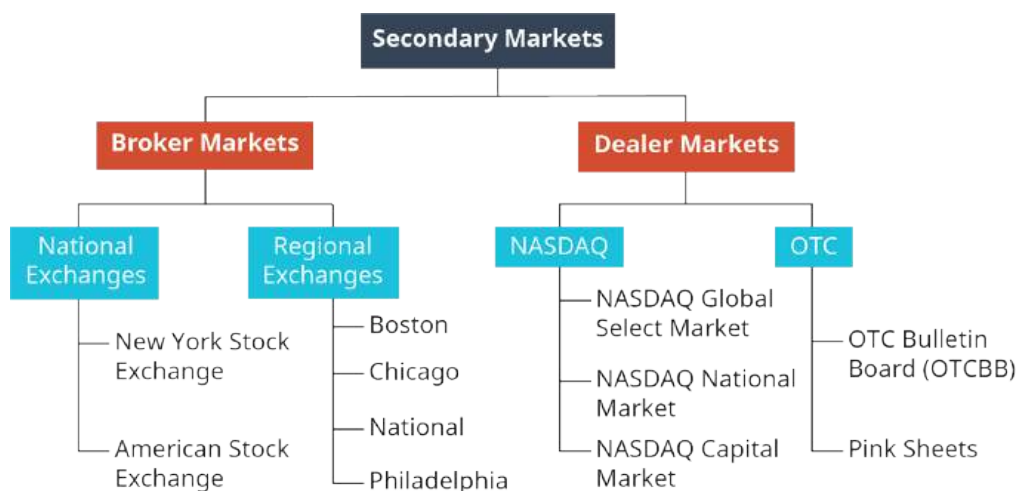 Secondary Markets
Broker Markets
Dealer Markets
National
Exchanges
New York Stock
Exchange
American Stock
Exchange
Regional
Exchanges
Boston
Chicago
National
Philadelphia
NASDAQ
NASDAQ Global
Select Market
NASDAQ National
Market
NASDAQ Capital
Market
OTC
OTC Bulletin
Board (OTCBB)
Pink Sheets